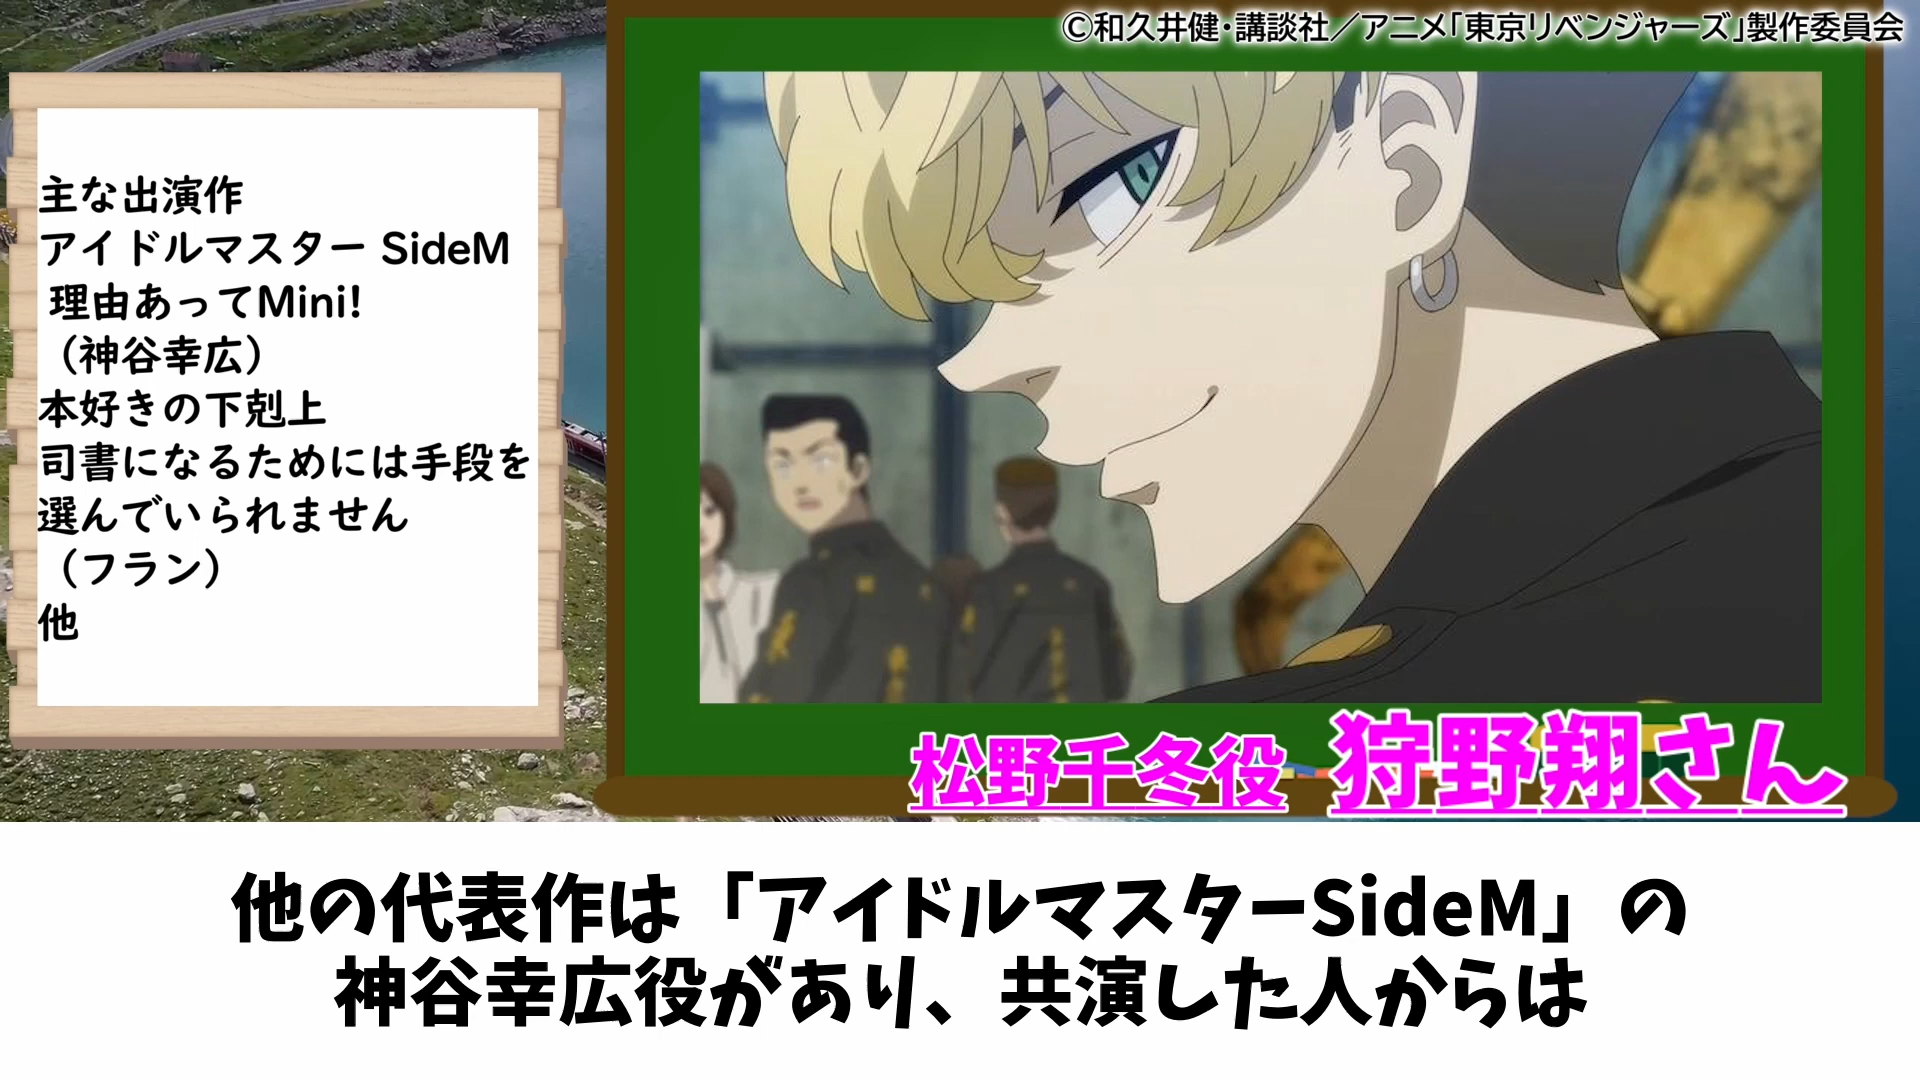 ©和久井健・講談社／アニメ「東京リベンジャーズ」製作委員会
主な出演作
アイドルマスター SideM
理由あってMini!
（神谷幸広）
本好きの下剋上
司書になるためには手段を
選んでいられません
（フラン）
他
松野千冬役 狩野翔さん
他の代表作は「アイドルマスターSideM」の
神谷幸広役があり、共演した人からは